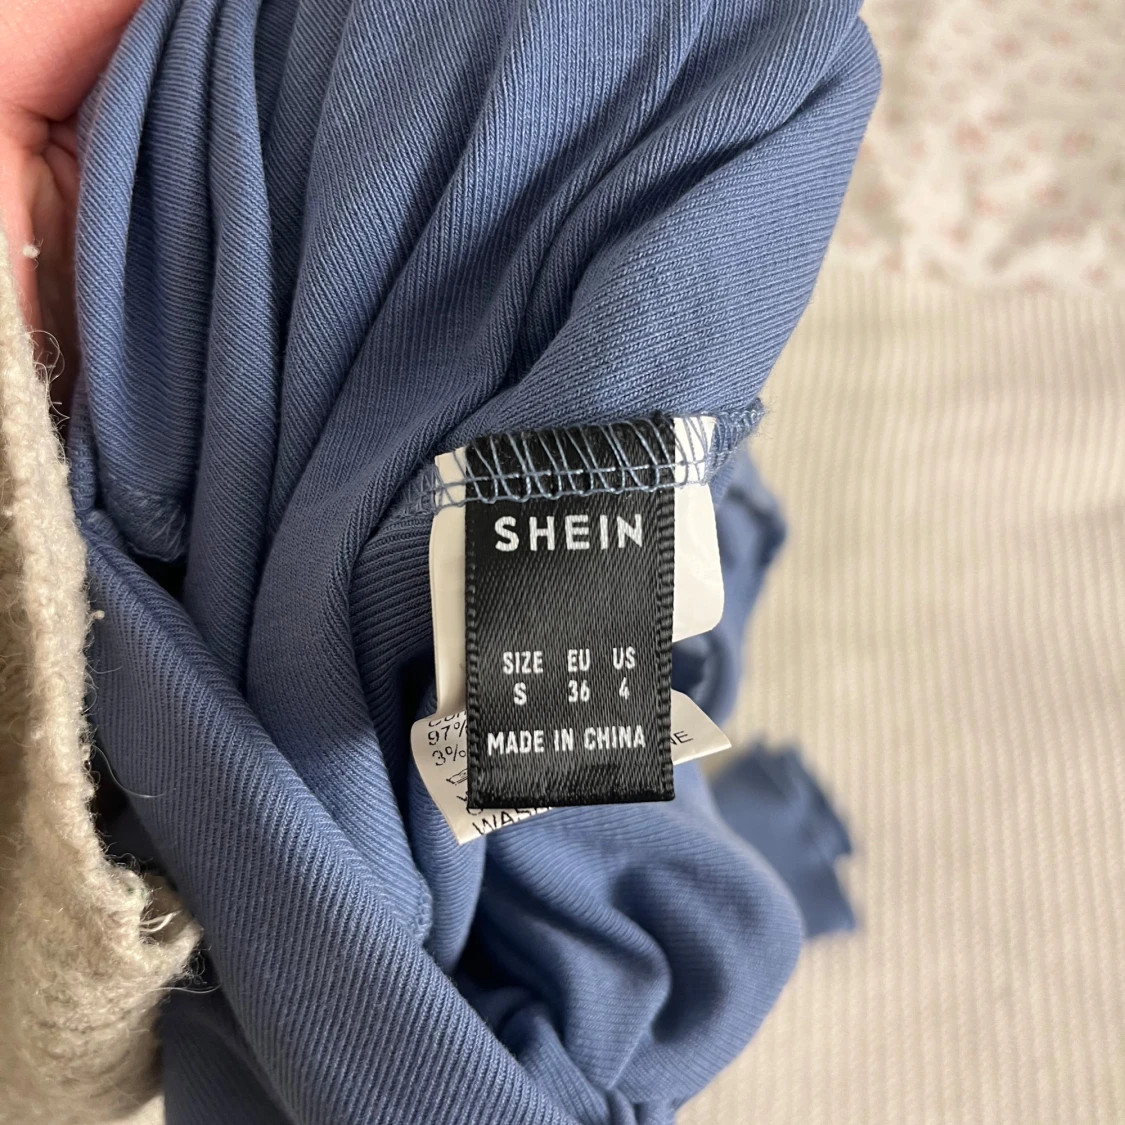 SHEIN
SIZE EU US
S 36 4
MADE IN CHINA
97%
3%